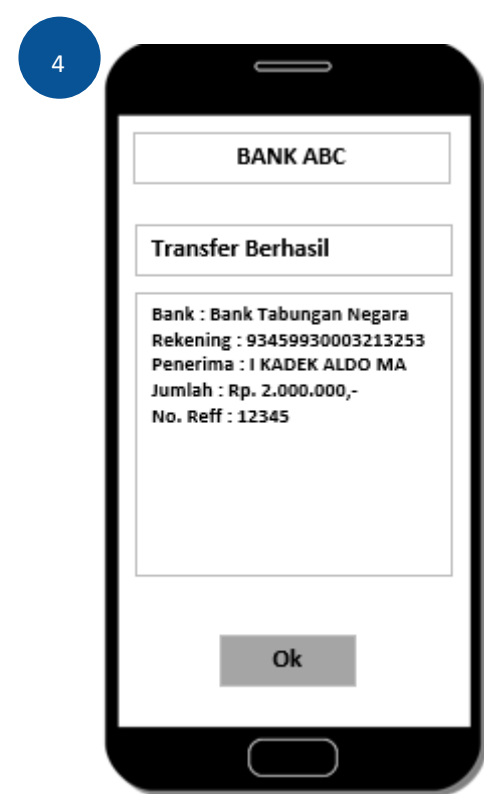 4
BANK ABC
Transfer Berhasil
Bank : Bank Tabungan Negara
Rekening : 93459930003213253
Penerima : I KADEK ALDO MA
Jumlah : Rp. 2.000.000,-
No. Reff : 12345
Ok